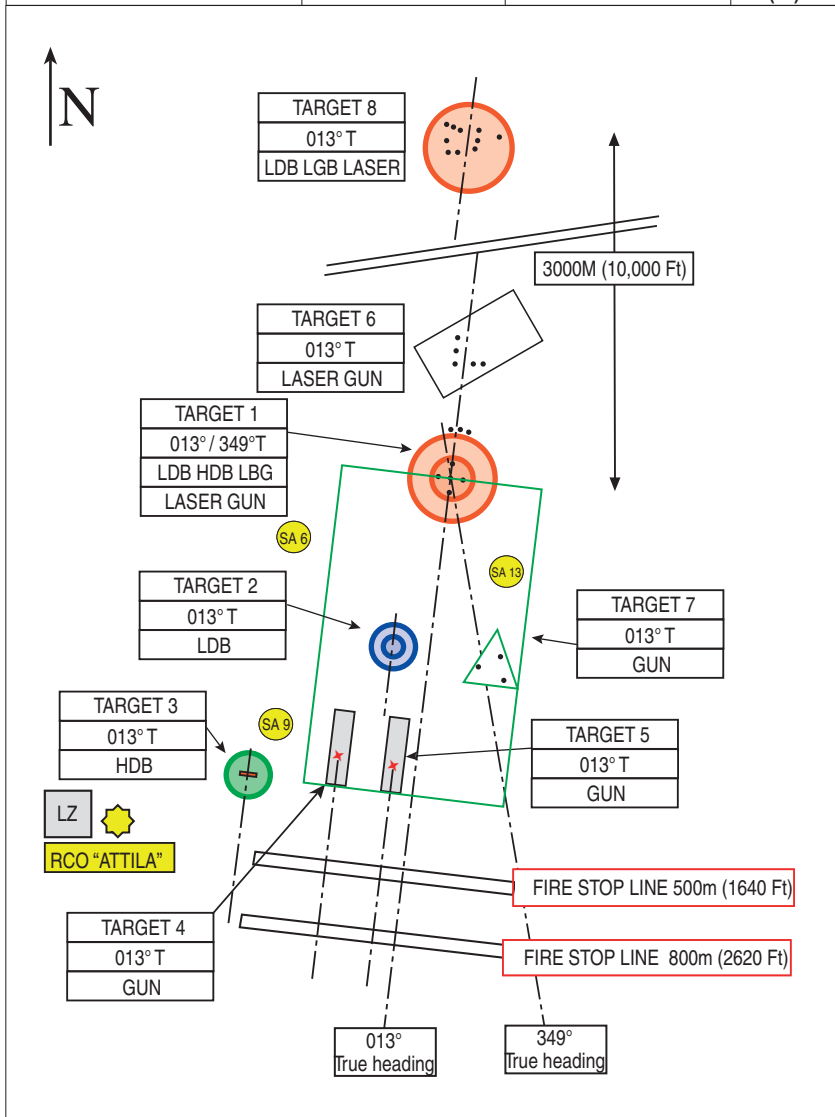 N
TARGET 8
013° T
LDB LGB LASER
3000M (10,000 Ft)
TARGET 6
013° T
LASER GUN
TARGET 1
013° / 349°T
LDB HDB LBG
LASER GUN
SA 6
SA 13
TARGET 2
013° T
LDB
TARGET 7
013° T
GUN
TARGET 3
013° T
HDB
SA 9
TARGET 5
013° T
GUN
LZ
RCO "ATTILA"
FIRE STOP LINE 500m (1640 Ft)
TARGET 4
013° T
GUN
FIRE STOP LINE 800m (2620 Ft)
013°
True heading
349°
True heading